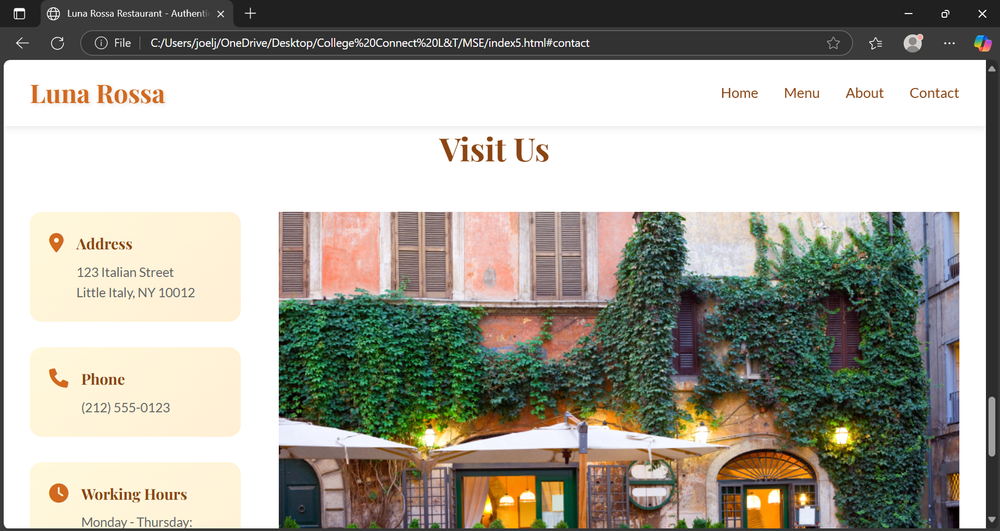 Luna Rossa Restaurant - Authenti
File
C:/Users/joelj/OneDrive/Desktop/College%20Connect%20L&T/MSE/index5.html#contact
Luna Rossa
Home
Menu
About
Contact
Visit Us
Address
123 Italian Street
Little Italy, NY 10012
Phone
(212) 555-0123
Working Hours
Monday - Thursday: